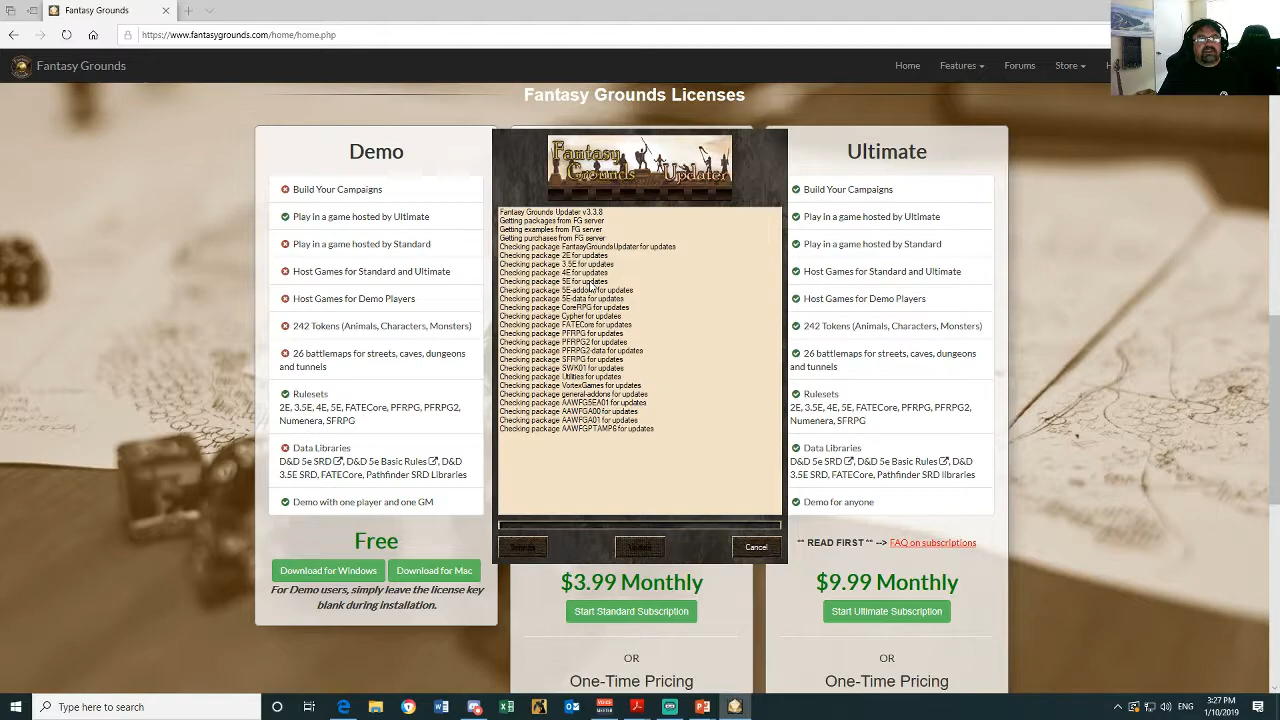 Fantasy Grounds
https://www.fantasygrounds.com/home/home.php
Fantasy Grounds
Home
Features
Forums
Store
Fantasy Grounds Licenses
Demo
Build Your Campaigns
Play in a game hosted by Ultimate
Play in a game hosted by Standard
Host Games for Standard and Ultimate
Host Games for Demo Players
242 Tokens (Animals, Characters, Monsters)
26 battlemaps for streets, caves, dungeons
and tunnels
Rulesets
2E, 3.5E, 4E, 5E, FATECore, PFRPG, PFRPG2,
Numenera, SFRPG
Data Libraries
D&D 5e SRD, D&D 5e Basic Rules, D&D
3.5E SRD, FATECore, Pathfinder SRD Libraries
Demo with one player and one GM
Free
Download for Windows
Download for Mac
For Demo users, simply leave the license key
blank during installation.
Fantasy
Grounds Updater
Fantasy Grounds Updater v3.3.8
Getting packages from FG server
Getting examples from FG server
Getting purchases from FG server
Checking package FantasyGroundsUpdater for updates
Checking package 2E for updates
Checking package 3.5E for updates
Checking package 4E for updates
Checking package 5E for updates
Checking package 5E-addons for updates
Checking package 5E-data for updates
Checking package CoreRPG for updates
Checking package Cypher for updates
Checking package FATECore for updates
Checking package PFRPG for updates
Checking package PFRPG2 for updates
Checking package PFRPG2-data for updates
Checking package SFRPG for updates
Checking package SWK01 for updates
Checking package Utilities for updates
Checking package VortexGames for updates
Checking package general-addons for updates
Checking package AAWFG5EA01 for updates
Checking package AAWFGA00 for updates
Checking package AAWFGA01 for updates
Checking package AAWFGPTAMP6 for updates
Cancel
$3.99 Monthly
Start Standard Subscription
OR
One-Time Pricing
Ultimate
Build Your Campaigns
Play in a game hosted by Ultimate
Play in a game hosted by Standard
Host Games for Standard and Ultimate
Host Games for Demo Players
242 Tokens (Animals, Characters, Monsters)
26 battlemaps for streets, caves, dungeons
and tunnels
Rulesets
2E, 3.5E, 4E, 5E, FATECore, PFRPG, PFRPG2,
Numenera, SFRPG
Data Libraries
D&D 5e SRD, D&D 5e Basic Rules, D&D
3.5E SRD, FATECore, Pathfinder SRD libraries
Demo for anyone
** READ FIRST ** --> FAQ on subscriptions
$9.99 Monthly
Start Ultimate Subscription
OR
One-Time Pricing
Type here to search
ENG
3:27 PM
1/10/2019